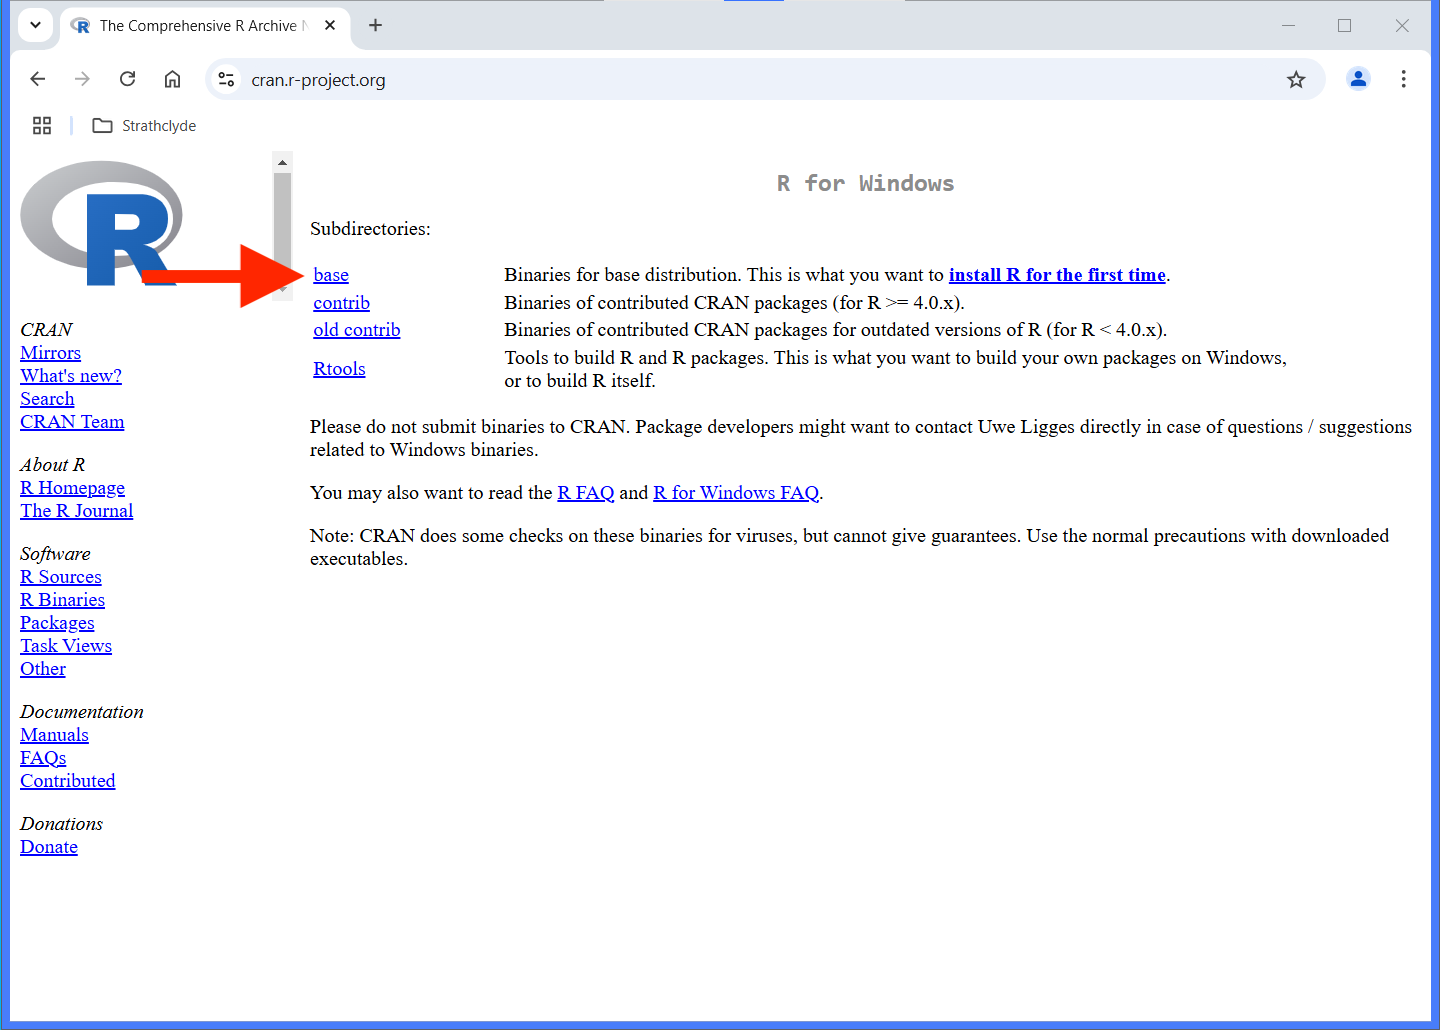 The Comprehensive R Archive N
cran.r-project.org
Strathclyde
R
R for Windows
Subdirectories:
base Binaries for base distribution. This is what you want to install R for the first time.
contrib Binaries of contributed CRAN packages (for R >= 4.0.x).
old contrib Binaries of contributed CRAN packages for outdated versions of R (for R < 4.0.x).
Rtools Tools to build R and R packages. This is what you want to build your own packages on Windows,
or to build R itself.
Please do not submit binaries to CRAN. Package developers might want to contact Uwe Ligges directly in case of questions / suggestions
related to Windows binaries.
You may also want to read the R FAQ and R for Windows FAQ.
Note: CRAN does some checks on these binaries for viruses, but cannot give guarantees. Use the normal precautions with downloaded
executables.
CRAN
Mirrors
What's new?
Search
CRAN Team
About R
R Homepage
The R Journal
Software
R Sources
R Binaries
Packages
Task Views
Other
Documentation
Manuals
FAQs
Contributed
Donations
Donate